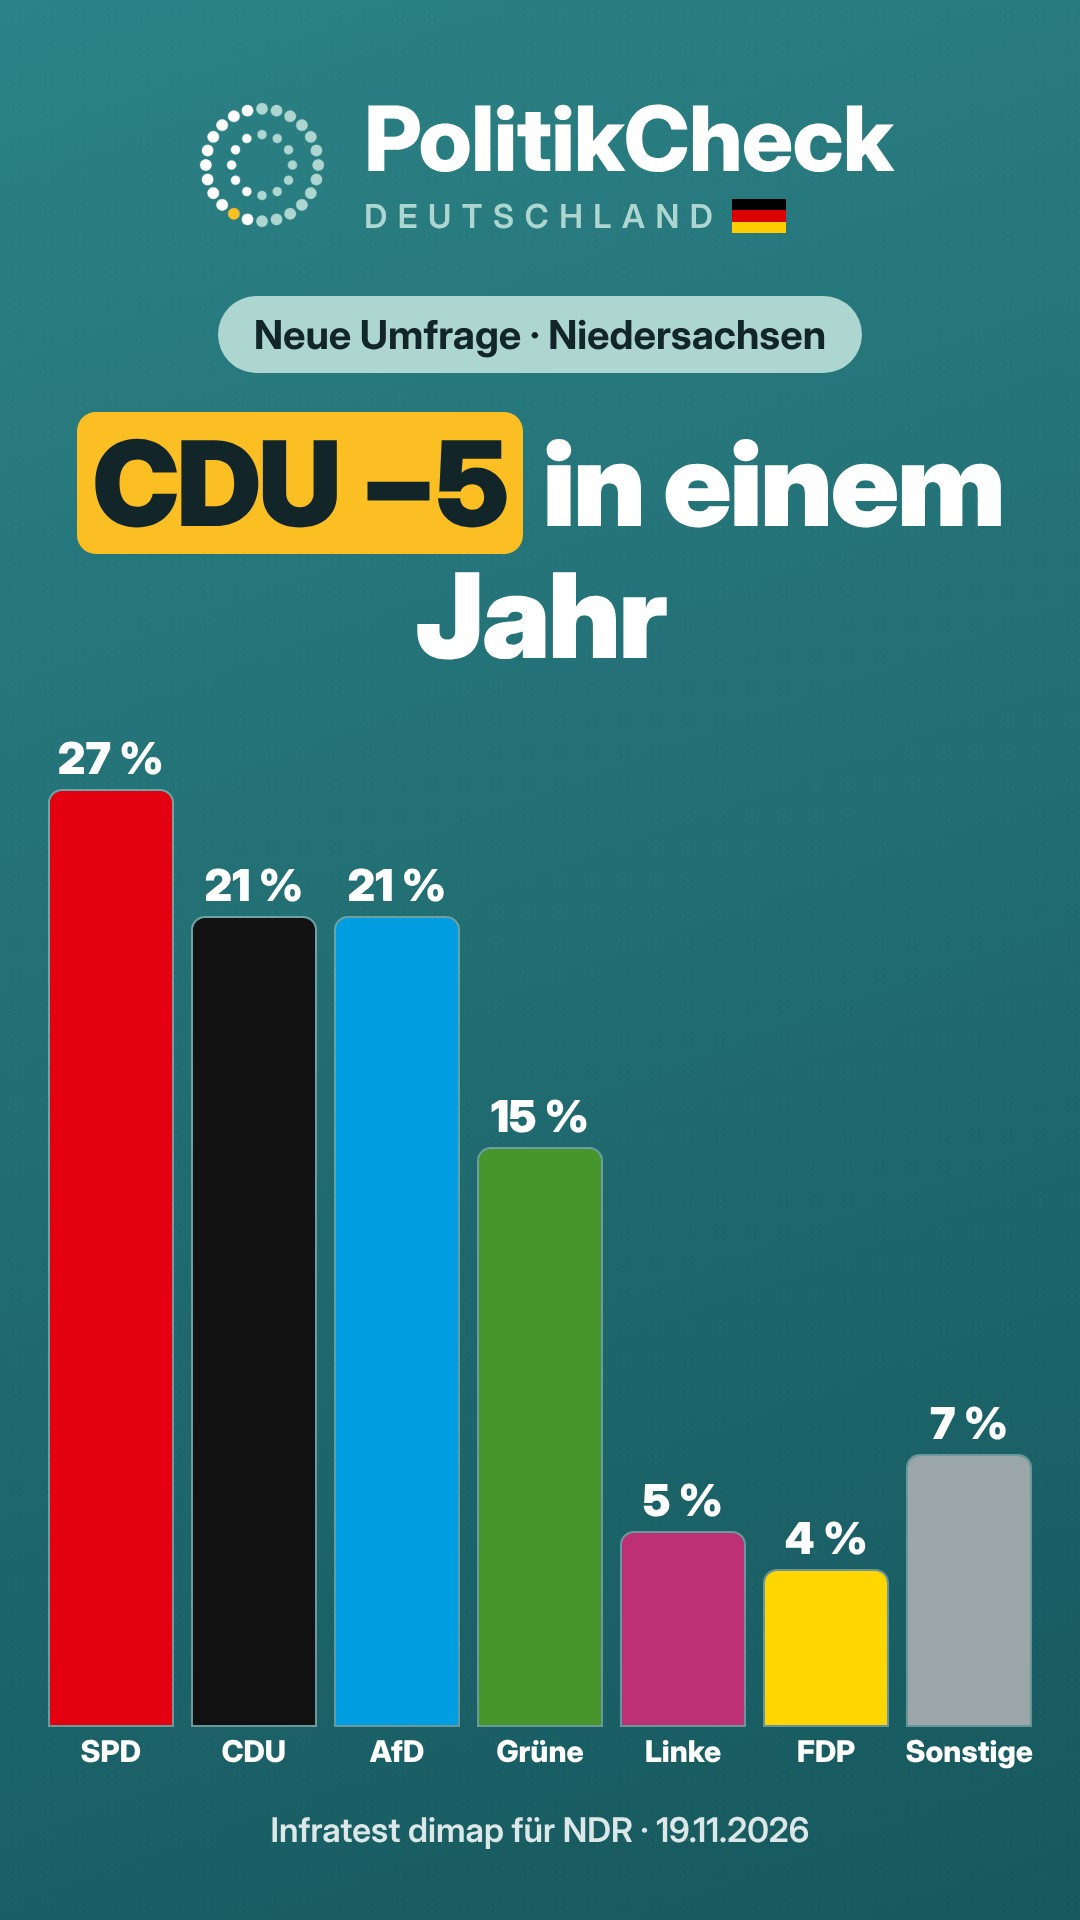 PolitikCheck
DEUTSCHLAND
Neue Umfrage · Niedersachsen
CDU –5 in einem
Jahr
27 %
21 % 21 %
15 %
7 %
5 %
4 %
SPD CDU AfD Grüne Linke FDP Sonstige
Infratest dimap für NDR · 19.11.2026